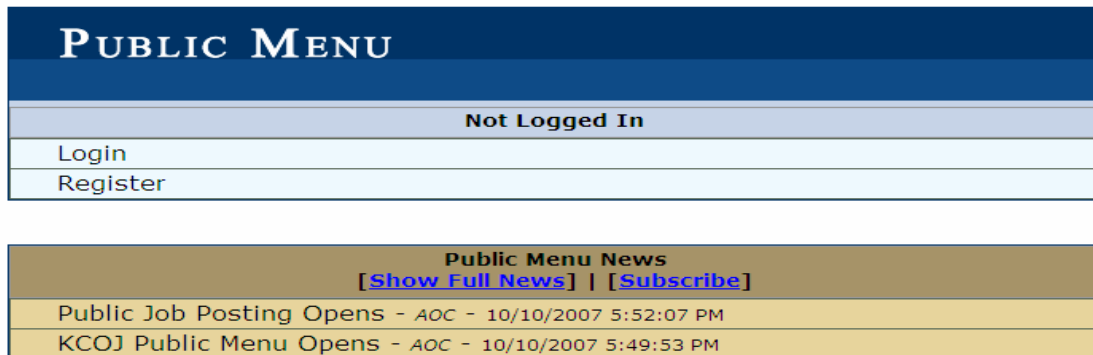 PUBLIC MENU
Not Logged In
Login
Register
Public Menu News
[Show Full News] | [Subscribe]
Public Job Posting Opens - AOC - 10/10/2007 5:52:07 PM
KCOJ Public Menu Opens - AOC - 10/10/2007 5:49:53 PM